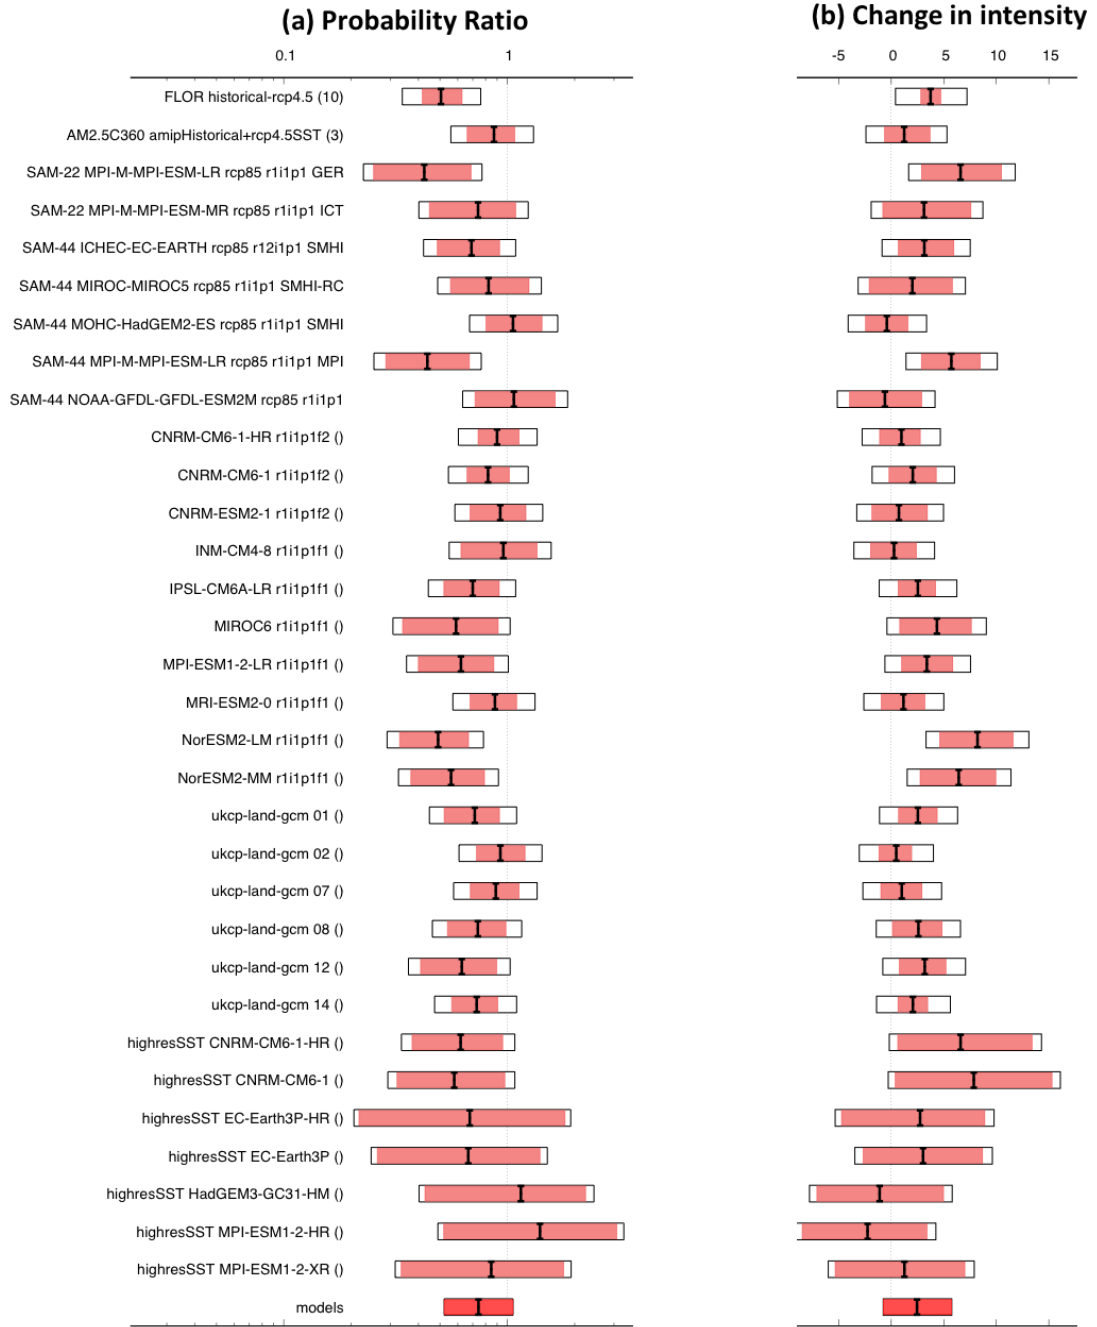 (a) Probability Ratio
(b) Change in intensity
0.1 1
-5 0 5 10 15
FLOR historical-rcp4.5 (10)
AM2.5C360 amipHistorical+rcp4.5SST (3)
SAM-22 MPI-M-MPI-ESM-LR rcp85 r1i1p1 GER
SAM-22 MPI-M-MPI-ESM-MR rcp85 r1i1p1 ICT
SAM-44 ICHEC-EC-EARTH rcp85 r12i1p1 SMHI
SAM-44 MIROC-MIROC5 rcp85 r1i1p1 SMHI-RC
SAM-44 MOHC-HadGEM2-ES rcp85 r1i1p1 SMHI
SAM-44 MPI-M-MPI-ESM-LR rcp85 r1i1p1 MPI
SAM-44 NOAA-GFDL-GFDL-ESM2M rcp85 r1i1p1
CNRM-CM6-1-HR r1i1p1f2 ()
CNRM-CM6-1 r1i1p1f2 ()
CNRM-ESM2-1 r1i1p1f2 ()
INM-CM4-8 r1i1p1f1 ()
IPSL-CM6A-LR r1i1p1f1 ()
MIROC6 r1i1p1f1 ()
MPI-ESM1-2-LR r1i1p1f1 ()
MRI-ESM2-0 r1i1p1f1 ()
NorESM2-LM r1i1p1f1 ()
NorESM2-MM r1i1p1f1 ()
ukcp-land-gcm 01 ()
ukcp-land-gcm 02 ()
ukcp-land-gcm 07 ()
ukcp-land-gcm 08 ()
ukcp-land-gcm 12 ()
ukcp-land-gcm 14 ()
highresSST CNRM-CM6-1-HR ()
highresSST CNRM-CM6-1 ()
highresSST EC-Earth3P-HR ()
highresSST EC-Earth3P ()
highresSST HadGEM3-GC31-HM ()
highresSST MPI-ESM1-2-HR ()
highresSST MPI-ESM1-2-XR ()
models